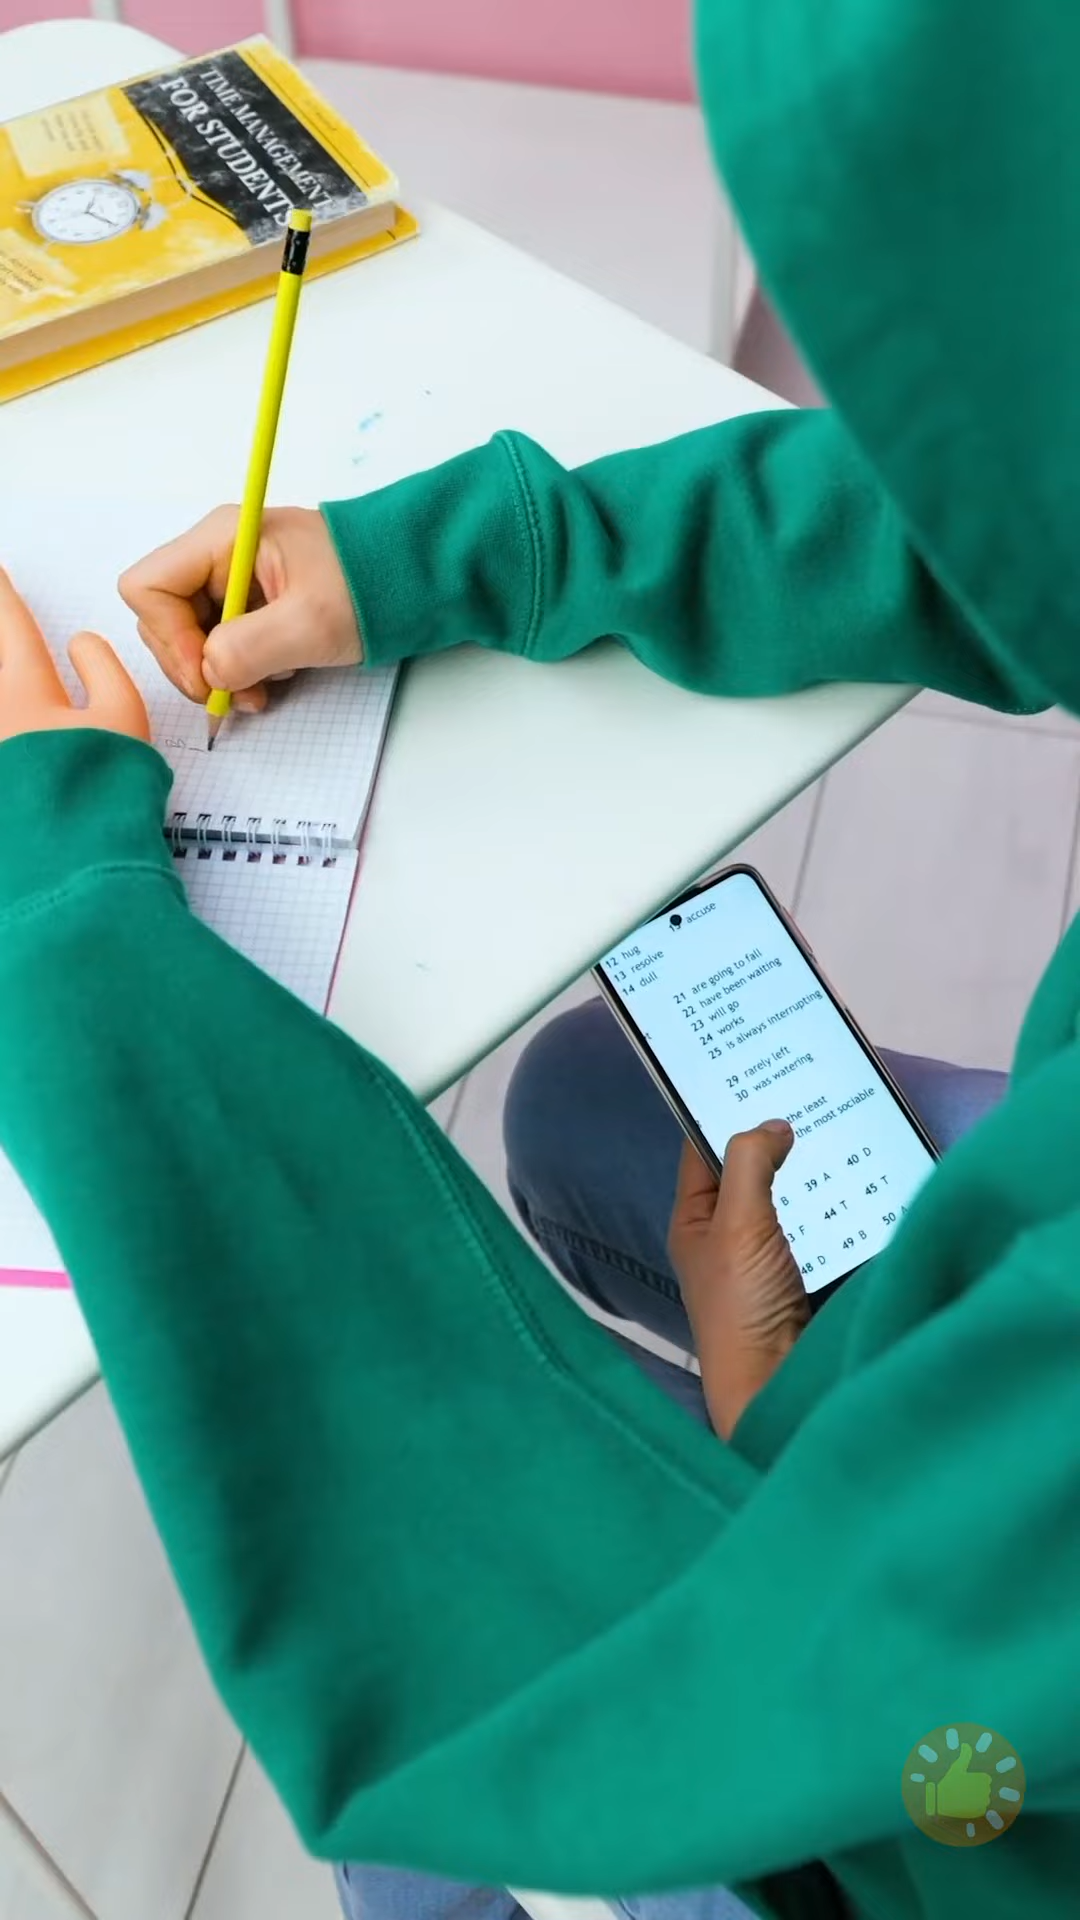 TIME MANAGEMENT
FOR STUDENTS
12 hug
13 resolve
14 dull
accuse
21 are going to fall
22 have been waiting
23 will go
24 works
25 is always interrupting
29 rarely left
30 was watering
the least
the most sociable
B 39 A 40 D
3 F 44 T 45 T
48 D 49 B 50